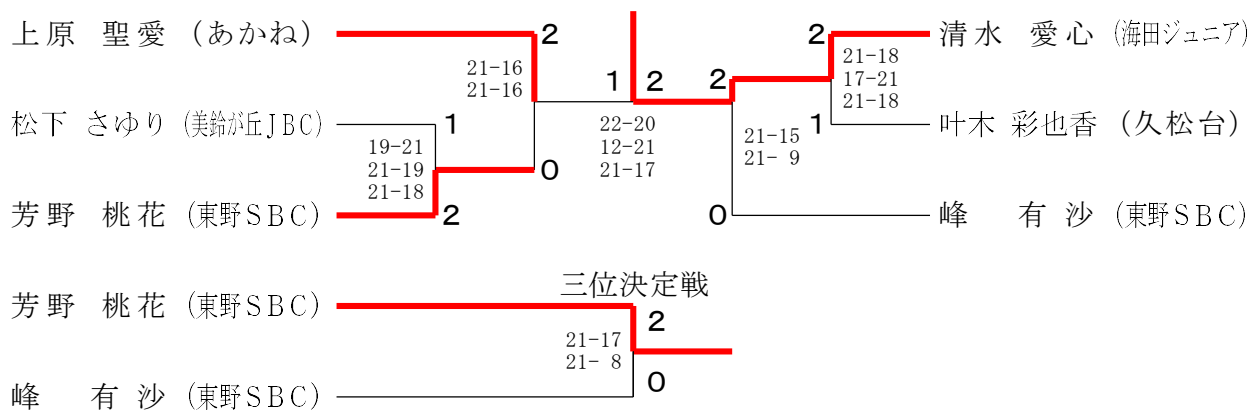 上原 聖愛 (あかね)
2
21-16
21-16
松下 さゆり (美鈴が丘JBC)
1
19-21
21-19
21-18
0
芳野 桃花 (東野SBC)
2
1 2
22-20
12-21
21-17
清水 愛心 (海田ジュニア)
2
21-18
17-21
21-18
2
1
叶木 彩也香 (久松台)
21-15
21- 9
0
峰 有沙 (東野SBC)
三位決定戦
芳野 桃花 (東野SBC)
2
21-17
21- 8
0
峰 有沙 (東野SBC)